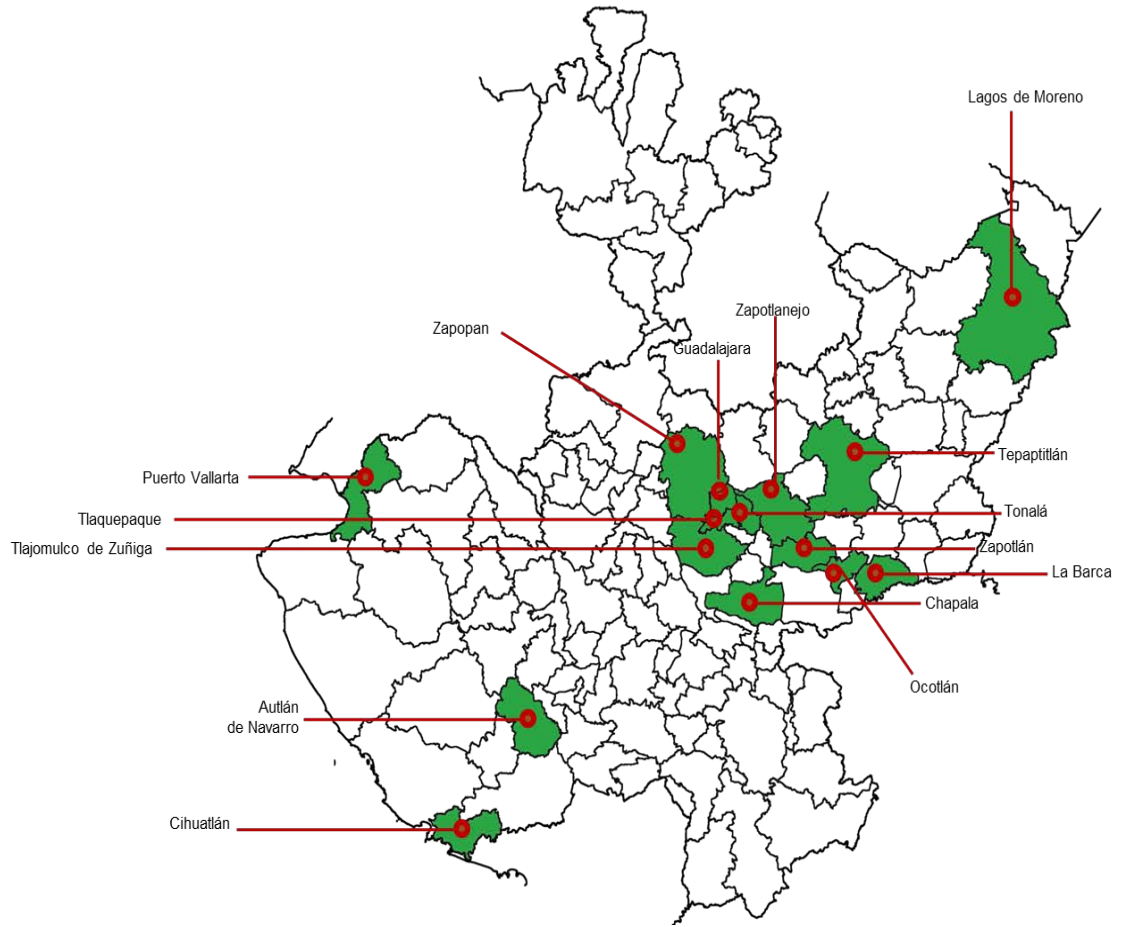 Lagos de Moreno
Zapotlanejo
Zapopan
Guadalajara
Tepaptitlán
Puerto Vallarta
Tonalá
Tlaquepaque
Tlajomulco de Zuñiga
Zapotlán
La Barca
Chapala
Ocotlán
Autlán
de Navarro
Cihuatlán